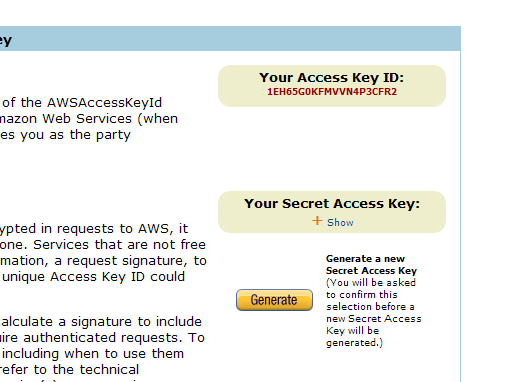 ey
Your Access Key ID:
1EH65G0KFMVVN4P3CFR2
of the AWSAccessKeyId
mazon Web Services (when
es you as the party
Your Secret Access Key:
+ Show
ypted in requests to AWS, it
one. Services that are not free
mation, a request signature, to
unique Access Key ID could
Generate
Generate a new
Secret Access Key
(You will be asked
to confirm this
selection before a
new Secret Access
Key will be
generated.)
alculate a signature to include
uire authenticated requests. To
including when to use them
refer to the technical